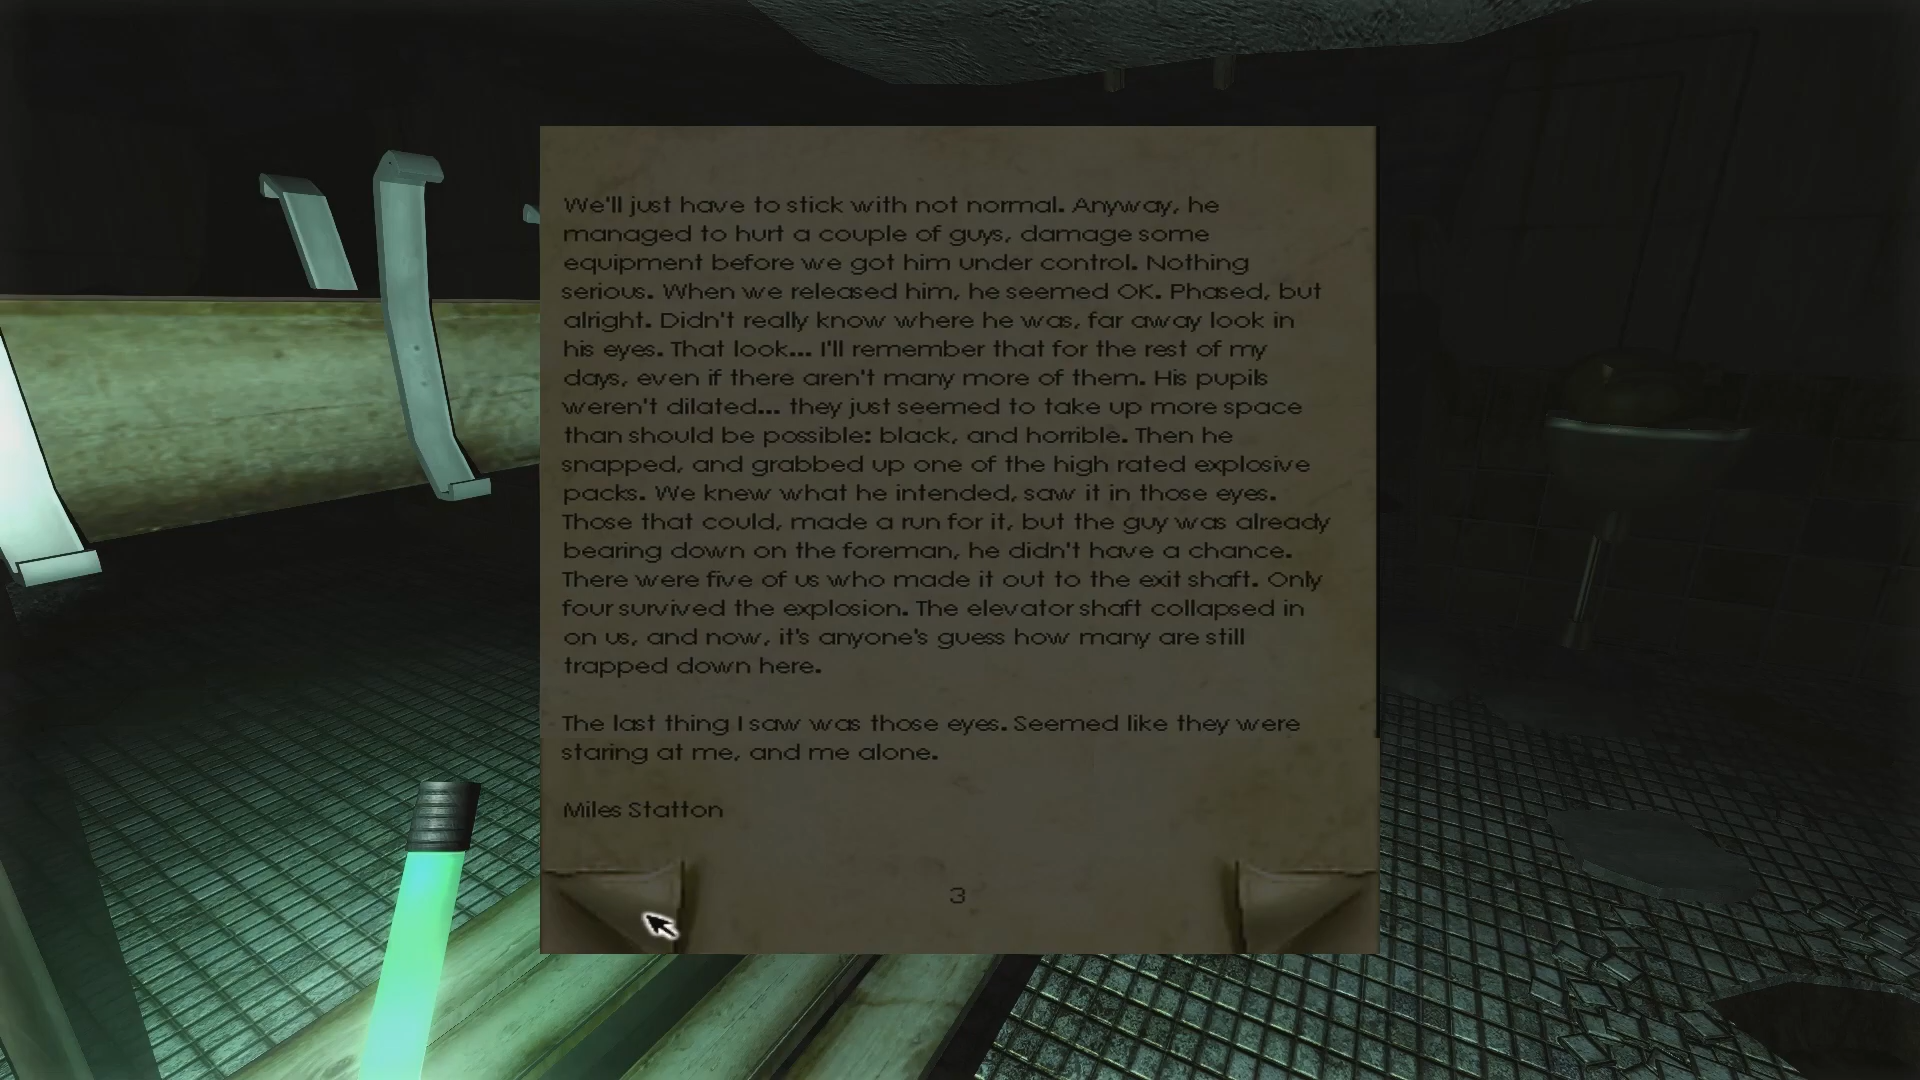 We'll just have to stick with not normal. Anyway, he
managed to hurt a couple of guys, damage some
equipment before we got him under control. Nothing
serious. When we released him, he seemed OK. Phased, but
alright. Didn't really know where he was, far away look in
his eyes. That look... I'll remember that for the rest of my
days, even if there aren't many more of them. His pupils
weren't dilated... they just seemed to take up more space
than should be possible: black, and horrible. Then he
snapped, and grabbed up one of the high rated explosive
packs. We knew what he intended, saw it in those eyes.
Those that could, made a run for it, but the guy was already
bearing down on the foreman, he didn't have a chance.
There were five of us who made it out to the exit shaft. Only
four survived the explosion. The elevator shaft collapsed in
on us, and now, it's anyone's guess how many are still
trapped down here.
The last thing I saw was those eyes. Seemed like they were
staring at me, and me alone.
Miles Statton
3